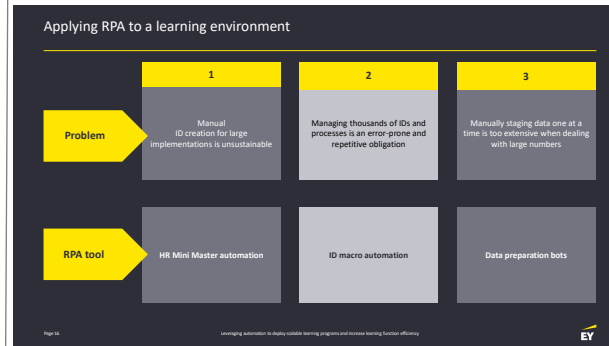 Applying RPA to a learning environment
1
2
3
Problem
Manual
ID creation for large
implementations is unsustainable
Managing thousands of IDs and
processes is an error-prone and
repetitive obligation
Manually staging data one at a
time is too extensive when dealing
with large numbers
RPA tool
HR Mini Master automation
ID macro automation
Data preparation bots
Page 16
Leveraging automation to deploy scalable learning programs and increase learning function efficiency
EY